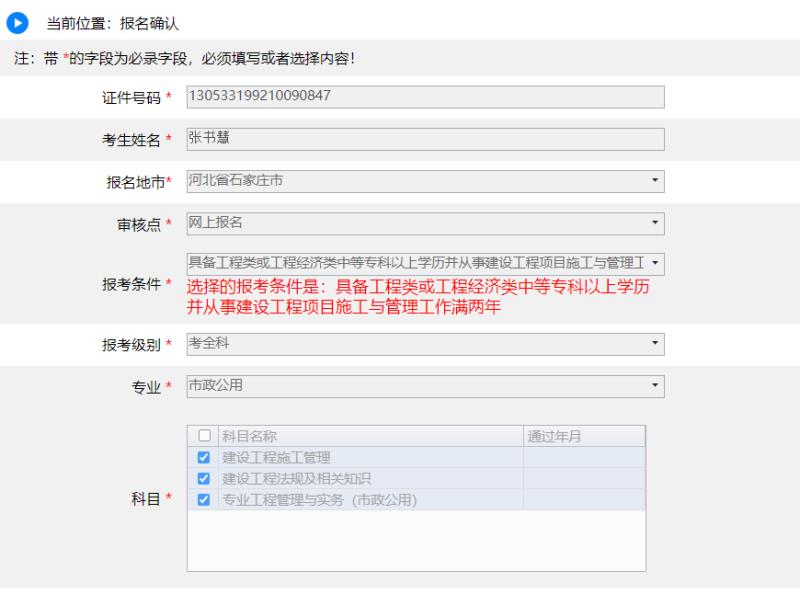 当前位置：报名确认
注：带 *的字段为必录字段，必须填写或者选择内容！
证件号码 * 130533199210090847
考生姓名 * 张书慧
报名地市* 河北省石家庄市
审核点 * 网上报名
具备工程类或工程经济类中等专科以上学历并从事建设工程项目施工与管理工
报考条件 *
选择的报考条件是：具备工程类或工程经济类中等专科以上学历
并从事建设工程项目施工与管理工作满两年
报考级别 * 考全科
专业 * 市政公用
科目名称 通过年月
建设工程施工管理
建设工程法规及相关知识
科目 *
专业工程管理与实务（市政公用）